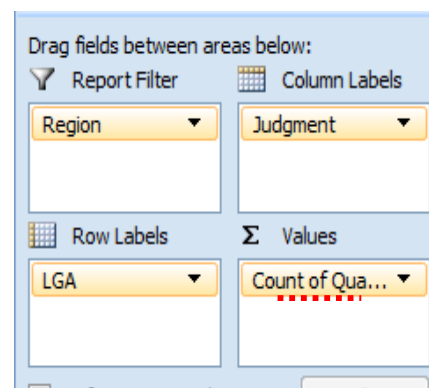 Drag fields between areas below:
Report Filter
Column Labels
Region
Judgment
Row Labels
Σ Values
LGA
Count of Qua...